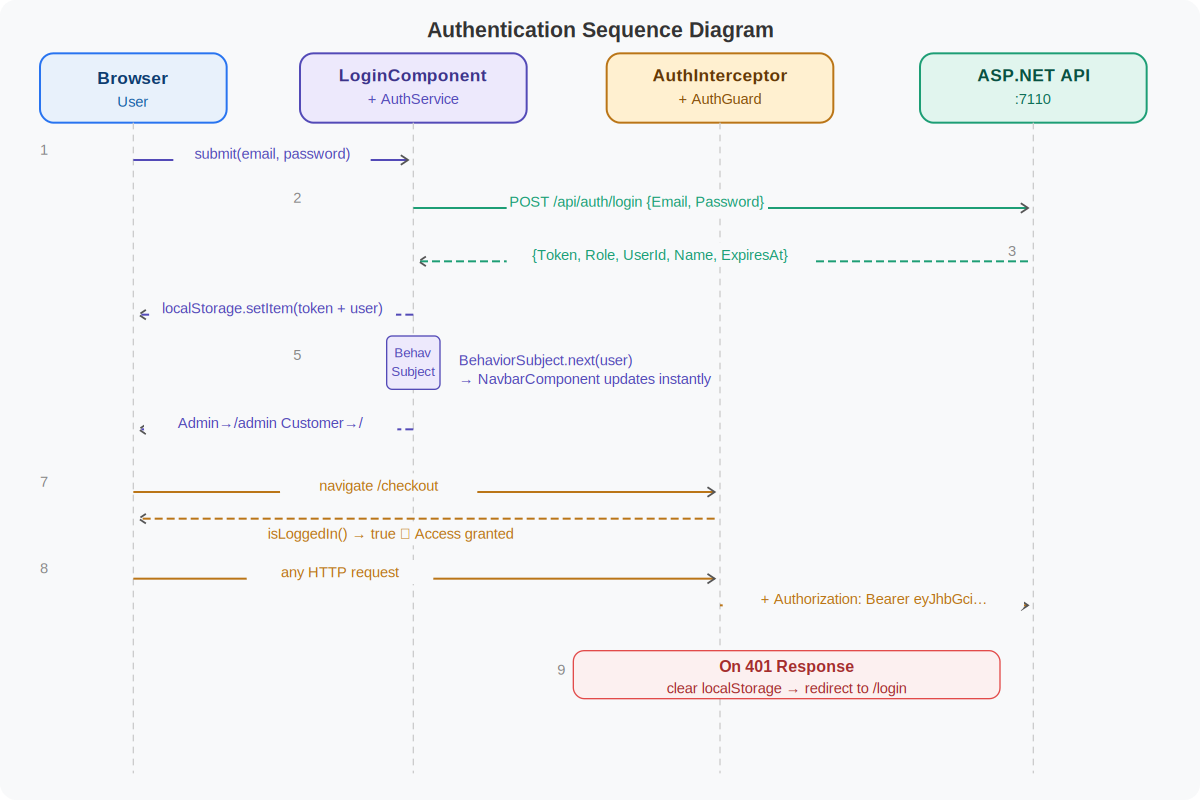 Authentication Sequence Diagram
Browser
User
LoginComponent
+ AuthService
AuthInterceptor
+ AuthGuard
ASP.NET API
:7110
1
submit(email, password)
2
POST /api/auth/login {Email, Password}
3
{Token, Role, UserId, Name, ExpiresAt}
localStorage.setItem(token + user)
5
Behav
Subject
BehaviorSubject.next(user)
→ NavbarComponent updates instantly
Admin→/admin Customer→/
7
navigate /checkout
isLoggedIn() → true Access granted
8
any HTTP request
+ Authorization: Bearer eyJhbGci…
9
On 401 Response
clear localStorage → redirect to /login